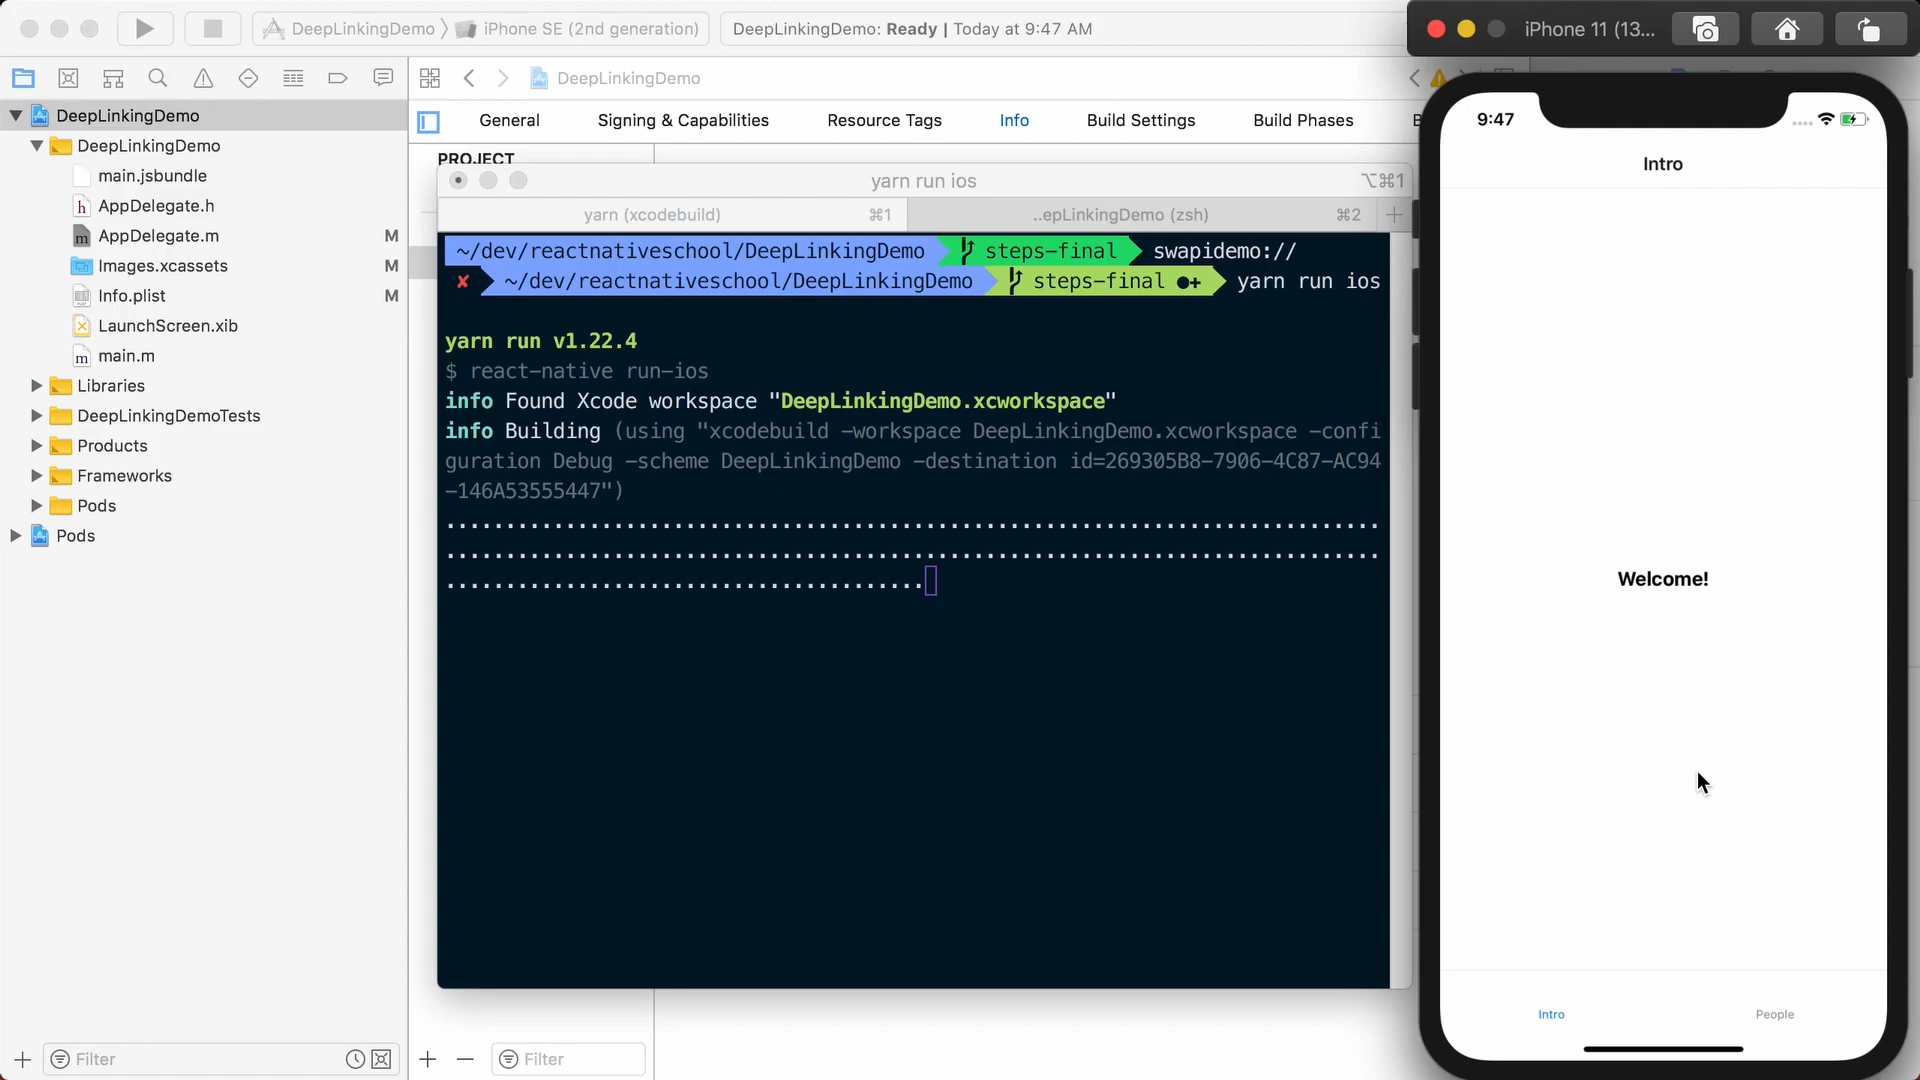 DeepLinkingDemo
iPhone SE (2nd generation)
DeepLinkingDemo: Ready | Today at 9:47 AM
iPhone 11 (13...
DeepLinkingDemo
DeepLinkingDemo
General
Signing & Capabilities
Resource Tags
Info
Build Settings
Build Phases
B
DeepLinkingDemo
main.jsbundle
AppDelegate.h
AppDelegate.m M
Images.xcassets M
Info.plist M
LaunchScreen.xib
main.m
Libraries
DeepLinkingDemoTests
Products
Frameworks
Pods
Pods
Filter
PROJECT
yarn run ios ⌥⌘1
yarn (xcodebuild) ⌘1
..epLinkingDemo (zsh) ⌘2
~/dev/reactnativeschool/DeepLinkingDemo steps-final swapidemo://
✘ ~/dev/reactnativeschool/DeepLinkingDemo steps-final ●+ yarn run ios
yarn run v1.22.4
$ react-native run-ios
info Found Xcode workspace "DeepLinkingDemo.xcworkspace"
info Building (using "xcodebuild -workspace DeepLinkingDemo.xcworkspace -confi
guration Debug -scheme DeepLinkingDemo -destination id=269305B8-7906-4C87-AC94
-146A53555447")
..............................................................................
..............................................................................
........................................
Filter
9:47
Intro
Welcome!
Intro
People